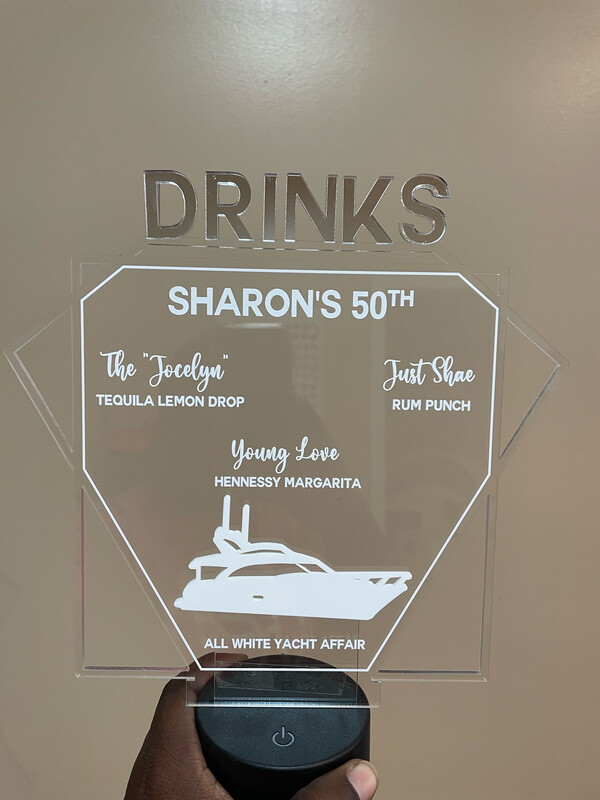 DRINKS
SHARON'S 50TH
The "Jocelyn"
TEQUILA LEMON DROP
Just Shae
RUM PUNCH
Young Love
HENNESSY MARGARITA
ALL WHITE YACHT AFFAIR